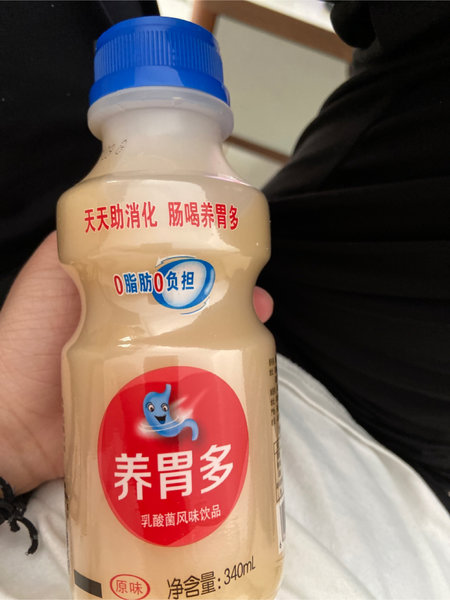 天天助消化 肠喝养胃多
0脂肪0负担
养胃多
乳酸菌风味饮品
原味
净含量:340mL